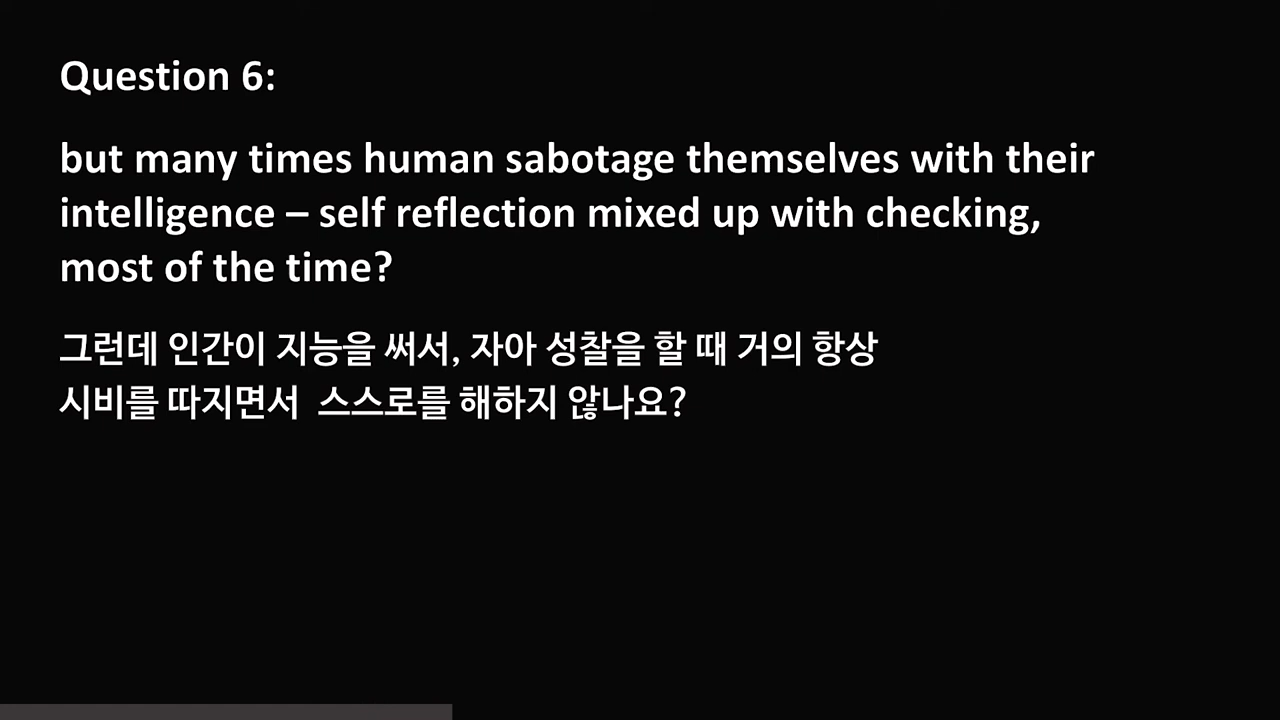 Question 6:
but many times human sabotage themselves with their
intelligence – self reflection mixed up with checking,
most of the time?
그런데 인간이 지능을 써서, 자아 성찰을 할 때 거의 항상
시비를 따지면서 스스로를 해하지 않나요?